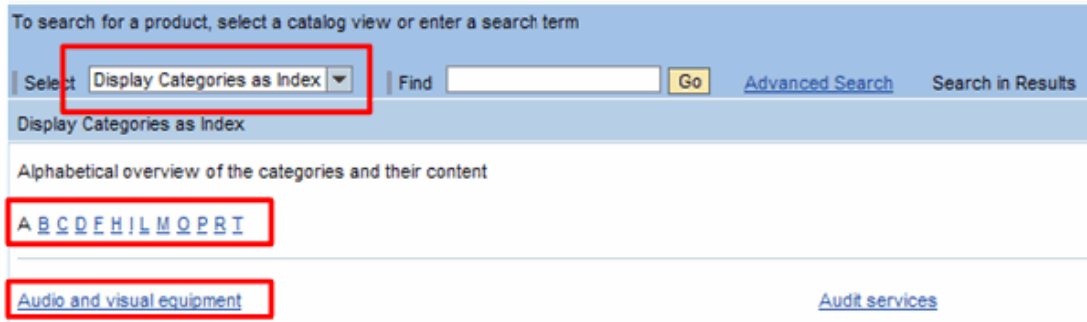 To search for a product, select a catalog view or enter a search term
Select Display Categories as Index Find Go Advanced Search Search in Results
Display Categories as Index
Alphabetical overview of the categories and their content
A B C D F H I L M O P R T
Audio and visual equipment Audit services